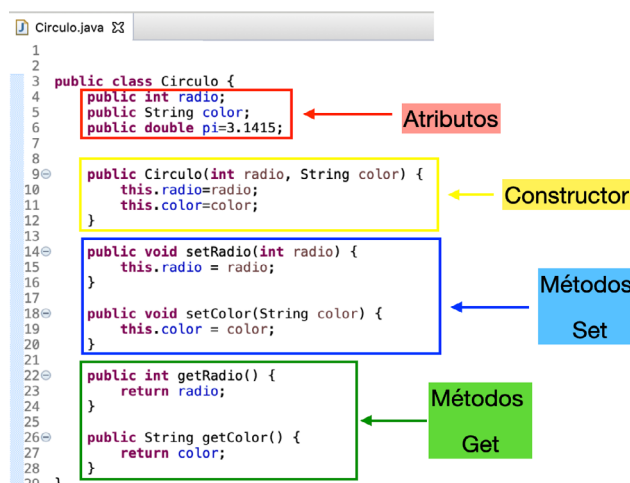 Circulo.java
1
2
3 public class Circulo {
4 public int radio;
5 public String color;
6 public double pi=3.1415;
7
8
9 public Circulo(int radio, String color) {
10 this.radio=radio;
11 this.color=color;
12 }
13
14 public void setRadio(int radio) {
15 this.radio = radio;
16 }
17
18 public void setColor(String color) {
19 this.color = color;
20 }
21
22 public int getRadio() {
23 return radio;
24 }
25
26 public String getColor() {
27 return color;
28 }
29 }
Atributos
Constructor
Métodos
Set
Métodos
Get